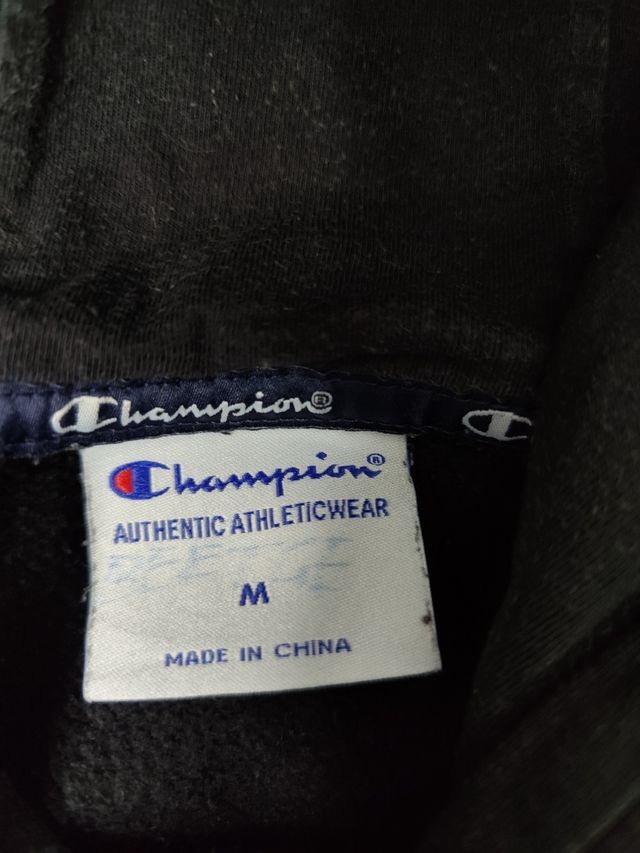 Champion®
Champion®
AUTHENTIC ATHLETICWEAR
M
MADE IN CHINA